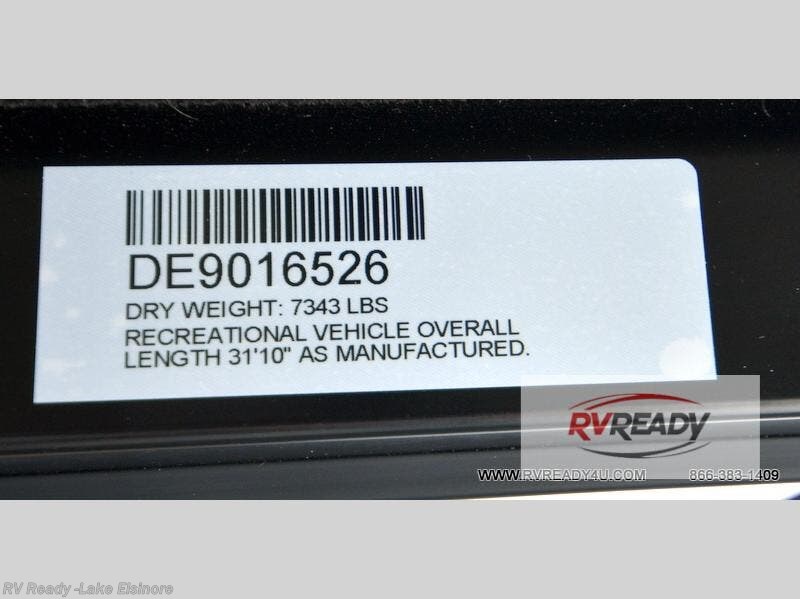 DE9016526
DRY WEIGHT: 7343 LBS
RECREATIONAL VEHICLE OVERALL
LENGTH 31'10" AS MANUFACTURED.
RVREADY
WWW.RVREADY4U.COM 866-383-1409
RV Ready -Lake Elsinore